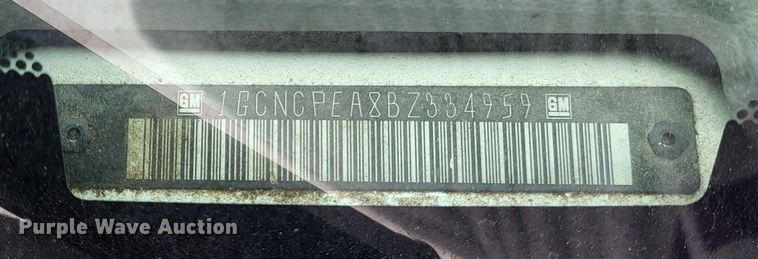 GM 1GCNCPEA8BZ334959 GM
Purple Wave Auction